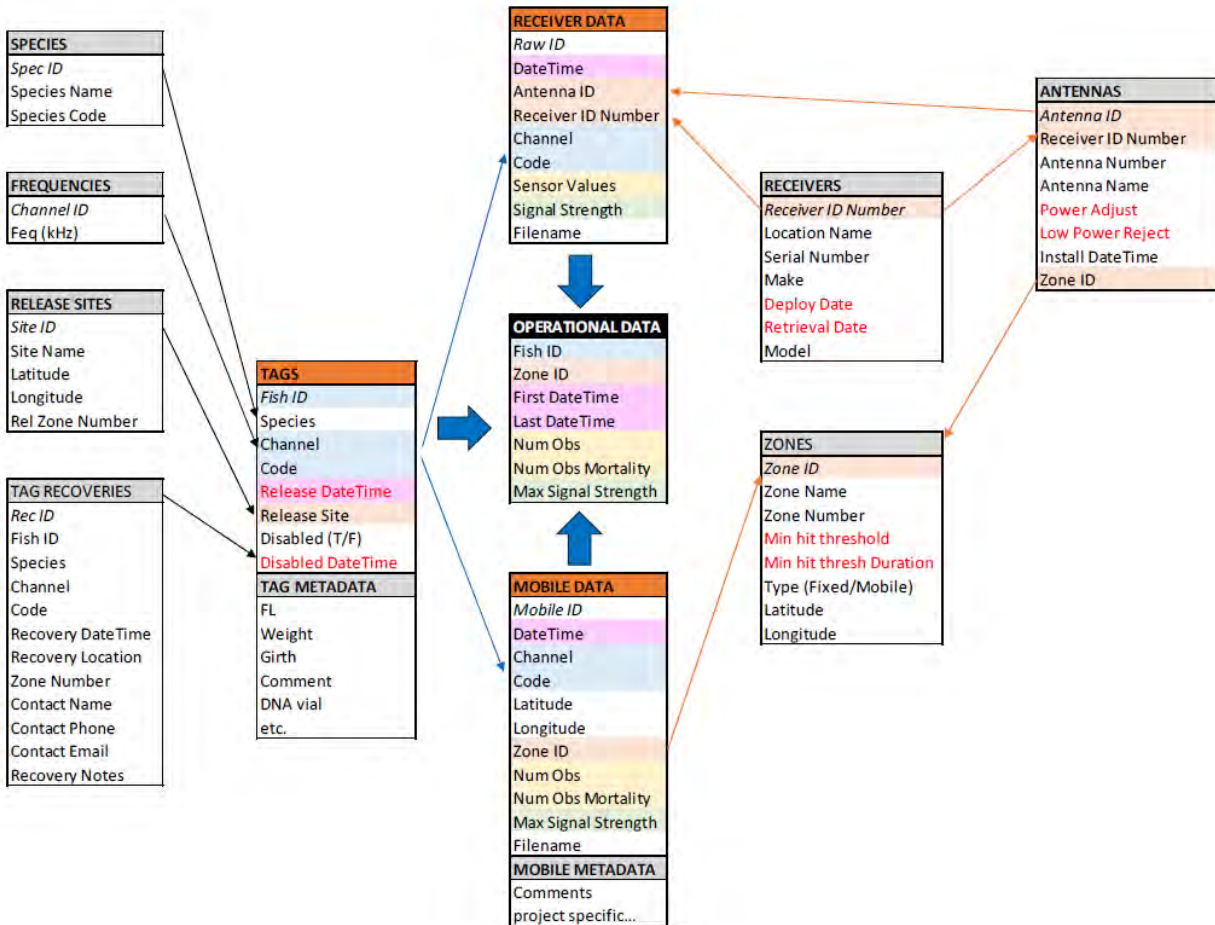 SPECIES
Spec ID
Species Name
Species Code
FREQUENCIES
Channel ID
Feq (kHz)
RELEASE SITES
Site ID
Site Name
Latitude
Longitude
Rel Zone Number
TAG RECOVERIES
Rec ID
Fish ID
Species
Channel
Code
Recovery DateTime
Recovery Location
Zone Number
Contact Name
Contact Phone
Contact Email
Recovery Notes
TAGS
Fish ID
Species
Channel
Code
Release DateTime
Release Site
Disabled (T/F)
Disabled DateTime
TAG METADATA
FL
Weight
Girth
Comment
DNA vial
etc.
RECEIVER DATA
Raw ID
DateTime
Antenna ID
Receiver ID Number
Channel
Code
Sensor Values
Signal Strength
Filename
OPERATIONAL DATA
Fish ID
Zone ID
First DateTime
Last DateTime
Num Obs
Num Obs Mortality
Max Signal Strength
MOBILE DATA
Mobile ID
DateTime
Channel
Code
Latitude
Longitude
Zone ID
Num Obs
Num Obs Mortality
Max Signal Strength
Filename
MOBILE METADATA
Comments
project specific...
RECEIVERS
Receiver ID Number
Location Name
Serial Number
Make
Deploy Date
Retrieval Date
Model
ZONES
Zone ID
Zone Name
Zone Number
Min hit threshold
Min hit thresh Duration
Type (Fixed/Mobile)
Latitude
Longitude
ANTENNAS
Antenna ID
Receiver ID Number
Antenna Number
Antenna Name
Power Adjust
Low Power Reject
Install DateTime
Zone ID